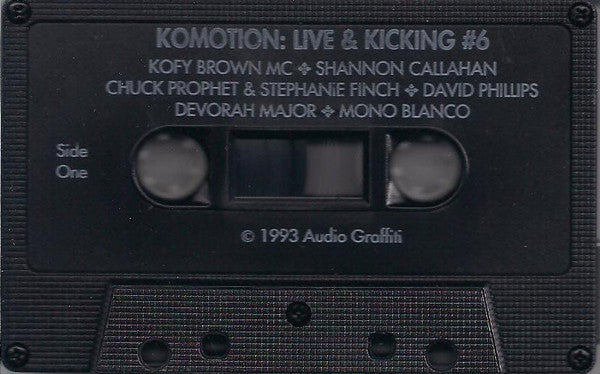 KOMOTION: LIVE & KICKING #6
KOFY BROWN MC ✤ SHANNON CALLAHAN
CHUCK PROPHET & STEPHANiE FINCH ✤ DAVID PHILLIPS
DEVORAH MAJOR ✤ MONO BLANCO
Side
One
© 1993 Audio Graffiti